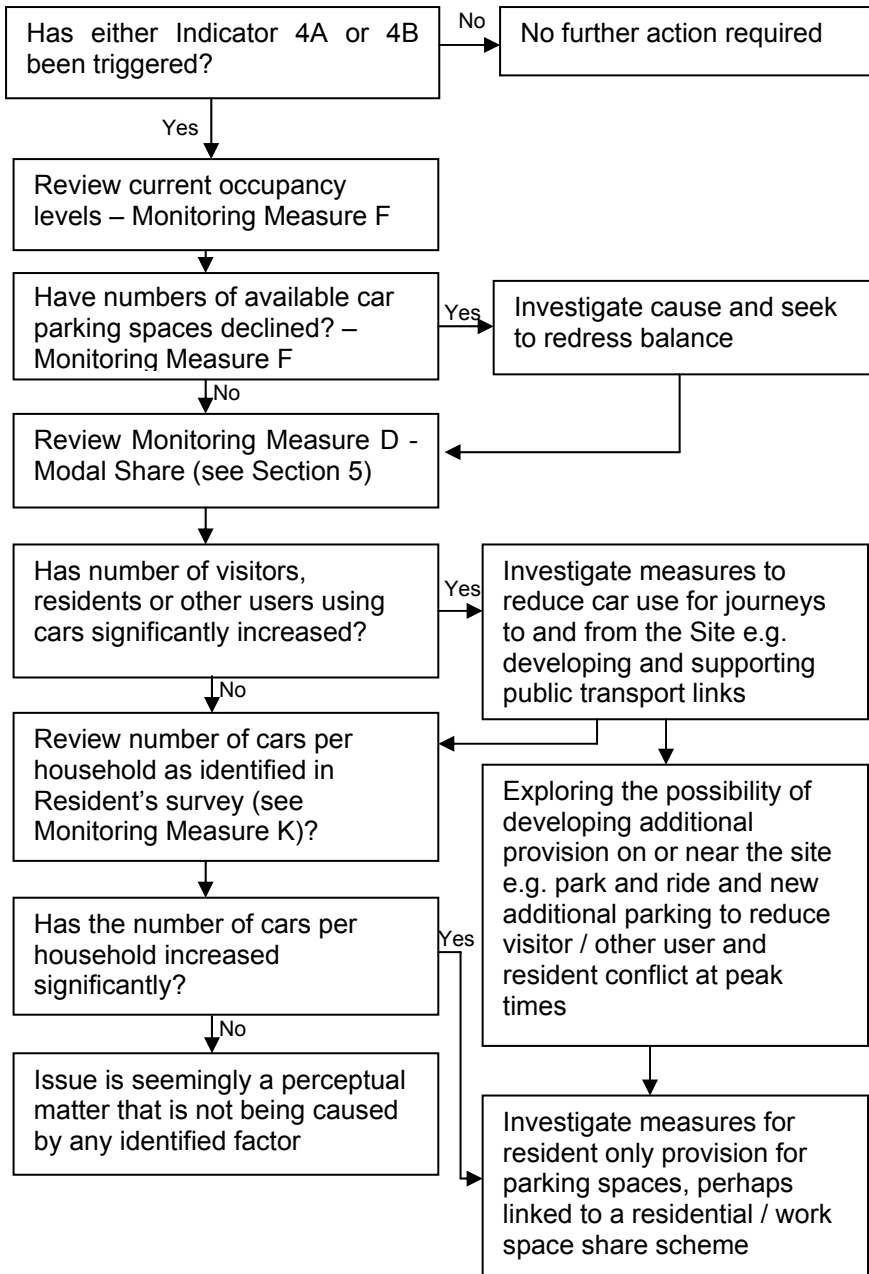 Has either Indicator 4A or 4B
been triggered?
No
No further action required
Yes
Review current occupancy
levels – Monitoring Measure F
Have numbers of available car
parking spaces declined? –
Monitoring Measure F
Yes
Investigate cause and seek
to redress balance
No
Review Monitoring Measure D -
Modal Share (see Section 5)
Has number of visitors,
residents or other users using
cars significantly increased?
Yes
Investigate measures to
reduce car use for journeys
to and from the Site e.g.
developing and supporting
public transport links
No
Review number of cars per
household as identified in
Resident’s survey (see
Monitoring Measure K)?
Exploring the possibility of
developing additional
provision on or near the site
e.g. park and ride and new
additional parking to reduce
visitor / other user and
resident conflict at peak
times
Has the number of cars per
household increased
significantly?
Yes
No
Issue is seemingly a perceptual
matter that is not being caused
by any identified factor
Investigate measures for
resident only provision for
parking spaces, perhaps
linked to a residential / work
space share scheme